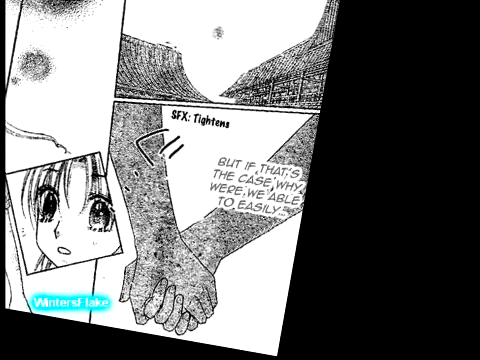 SFX: Tightens
BUT IF THAT'S
THE CASE, WHY
WERE WE ABLE
TO EASILY...
WintersFlake